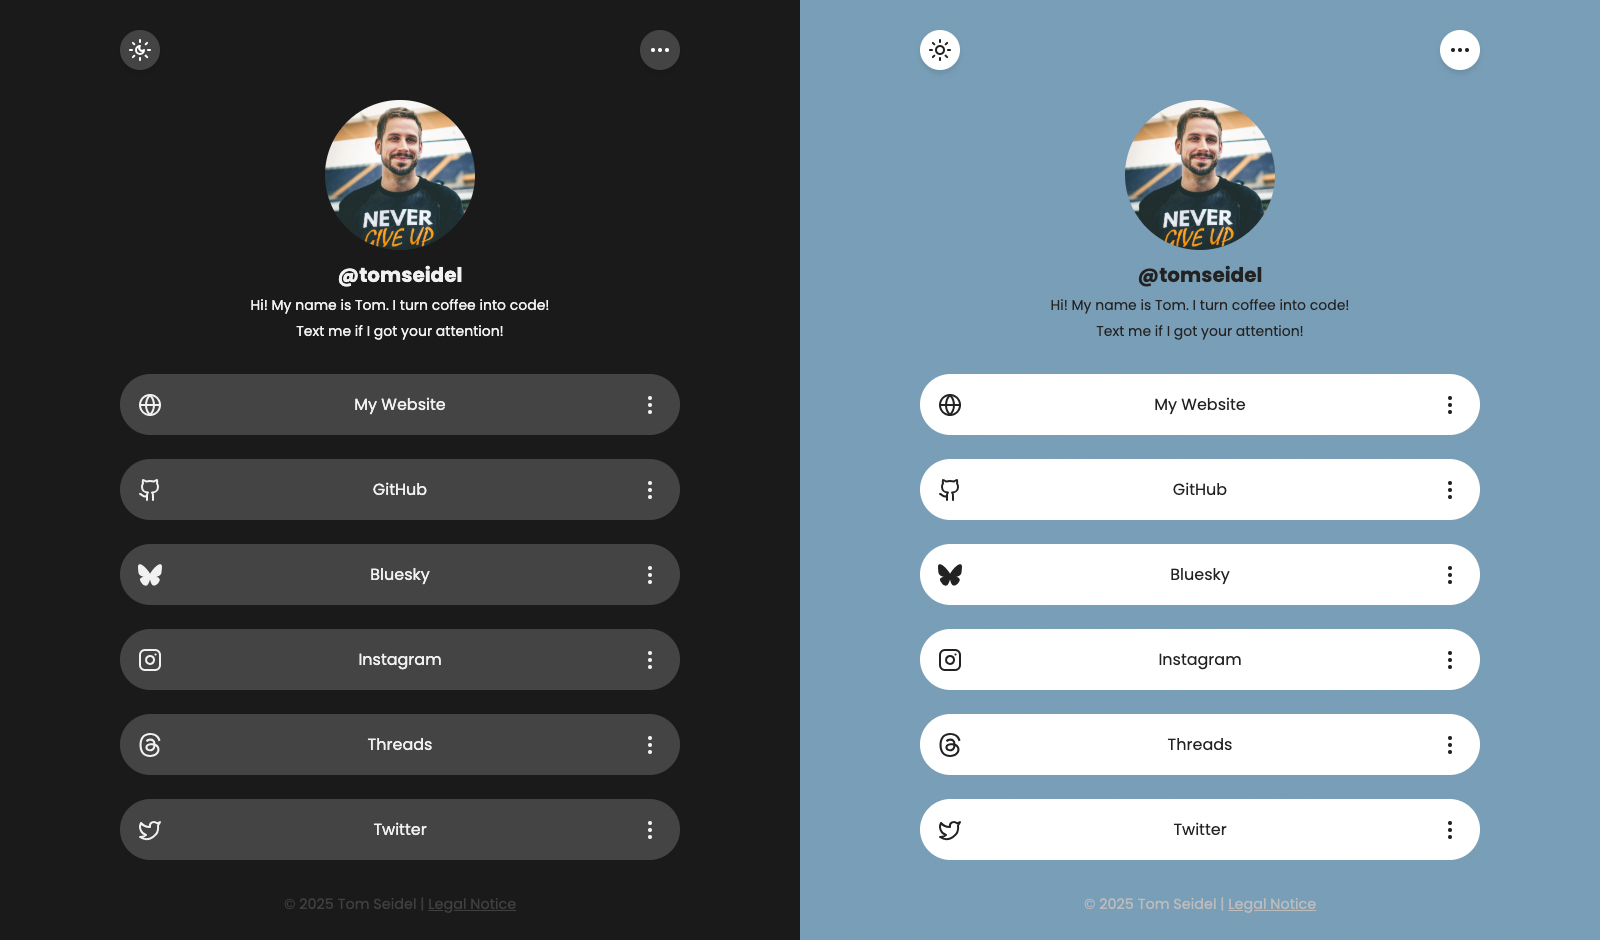 NEVER
GIVE UP
@tomseidel
Hi! My name is Tom. I turn coffee into code!
Text me if I got your attention!
My Website
GitHub
Bluesky
Instagram
Threads
Twitter
© 2025 Tom Seidel | Legal Notice
NEVER
GIVE UP
@tomseidel
Hi! My name is Tom. I turn coffee into code!
Text me if I got your attention!
My Website
GitHub
Bluesky
Instagram
Threads
Twitter
© 2025 Tom Seidel | Legal Notice